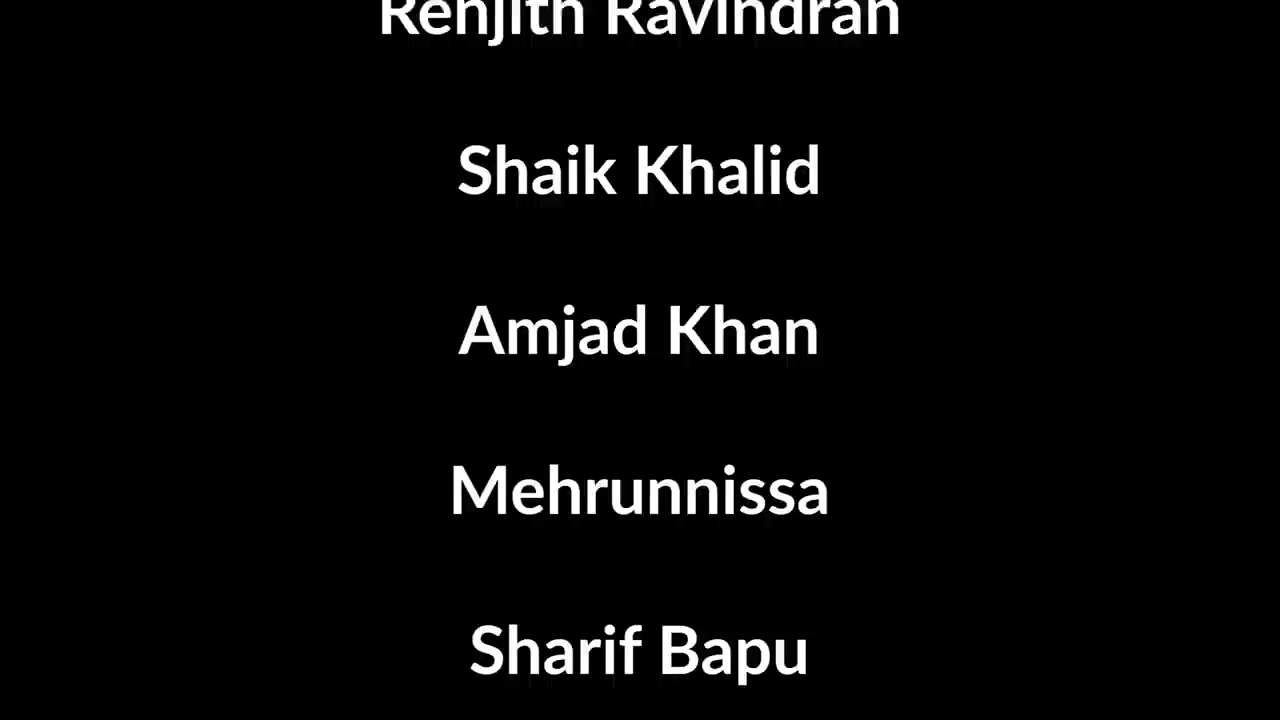 Renjith Ravindran
Shaik Khalid
Amjad Khan
Mehrunnissa
Sharif Bapu